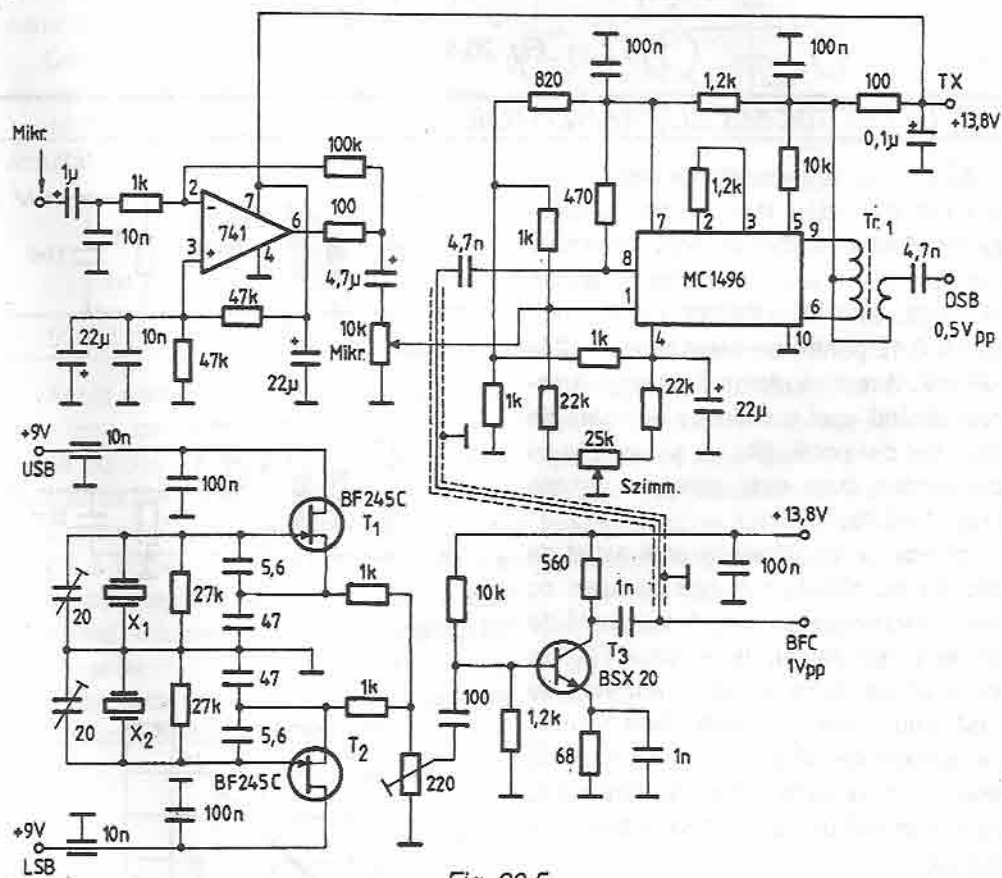 100n
100n
820
1,2k
100
TX
+13,8V
Mikr.
100k
0,1μ
+
1μ
+
1k
2
-
7
741
6
100
470
1,2k
10k
3
+
4
10n
+
4,7μ
4,7n
1k
7
2
3
5
9
Tr.1
4,7n
8
MC 1496
DSB
1
6
0,5Vpp
47k
10k
Mikr.
1k
4
10
22μ
+
10n
47k
+
22μ
1k
22k
22k
+
22μ
25k
Szimm.
+9V
USB
10n
100n
BF245C
T1
+13,8V
20
X1
27k
5,6
1k
10k
560
1n
100n
47
T3
BSX 20
BFC
1Vpp
47
20
X2
27k
1k
100
5,6
T2
1,2k
BF245C
220
68
1n
100n
+9V
LSB
10n